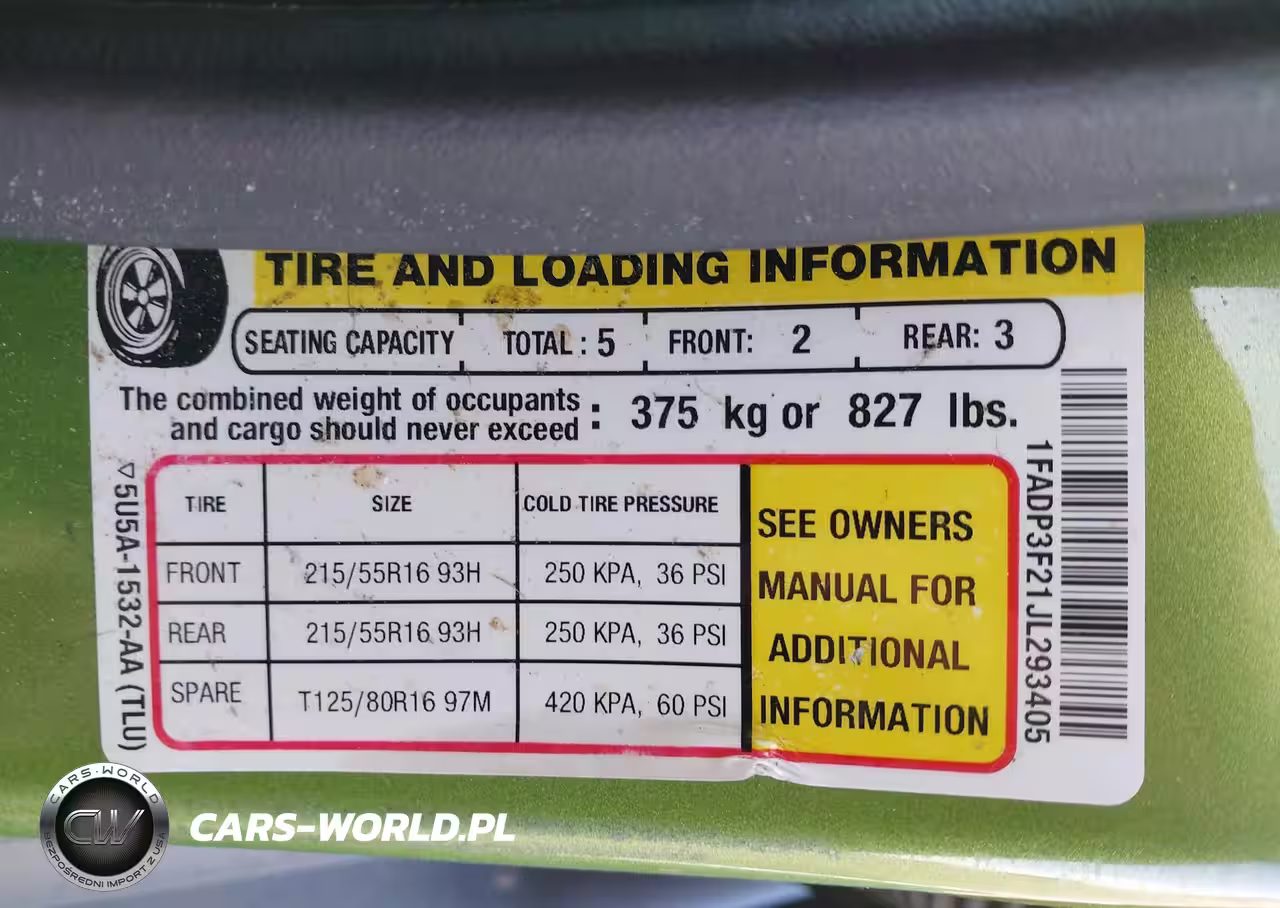 TIRE AND LOADING INFORMATION
SEATING CAPACITY TOTAL : 5 FRONT: 2 REAR: 3
The combined weight of occupants
and cargo should never exceed : 375 kg or 827 lbs.
TIRE SIZE COLD TIRE PRESSURE
FRONT 215/55R16 93H 250 KPA, 36 PSI
REAR 215/55R16 93H 250 KPA, 36 PSI
SPARE T125/80R16 97M 420 KPA, 60 PSI
SEE OWNERS
MANUAL FOR
ADDITIONAL
INFORMATION
▽5U5A-1532-AA (TLU)
1FADP3F21JL293405
CARS-WORLD
CW
BEZPOŚREDNI IMPORT Z USA
CARS-WORLD.PL